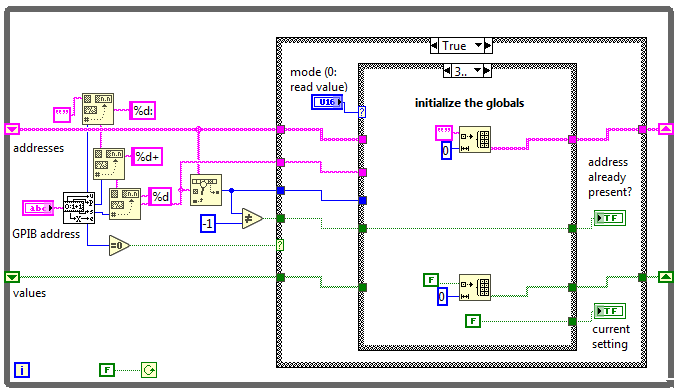 True
mode (0:
read value)
U16
3..
initialize the globals
%d:
addresses
%d+
%d
abc
GPIB address
=0
-1
0
address
already
present?
TF
values
F
0
F
TF
current
setting
i
F